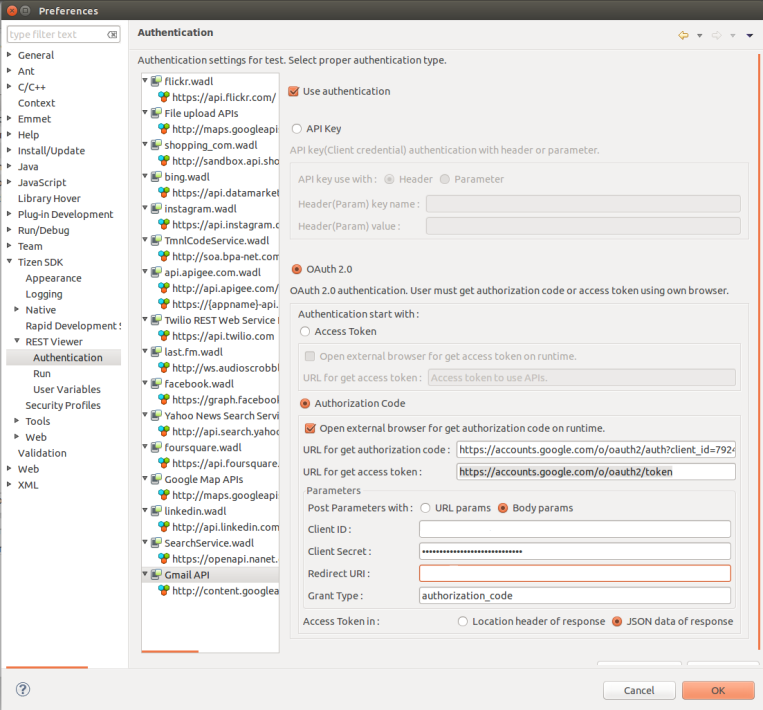 Preferences
type filter text
General
Ant
C/C++
Context
Emmet
Help
Install/Update
Java
JavaScript
Library Hover
Plug-in Development
Run/Debug
Team
Tizen SDK
Appearance
Logging
Native
Rapid Development
REST Viewer
Authentication
Run
User Variables
Security Profiles
Tools
Web
Validation
Web
XML
Authentication
Authentication settings for test. Select proper authentication type.
flickr.wadl
https://api.flickr.com/
File upload APIs
http://maps.googleapi
shopping_com.wadl
http://sandbox.api.sho
bing.wadl
https://api.datamarket
instagram.wadl
https://api.instagram.c
TmnlCodeService.wadl
http://soa.bpa-net.com
api.apigee.com.wadl
http://api.apigee.com/
https://{appname}-api.
Twilio REST Web Service
https://api.twilio.com
last.fm.wadl
http://ws.audioscrobbl
facebook.wadl
https://graph.facebook
Yahoo News Search Servi
http://api.search.yahoo
foursquare.wadl
https://api.foursquare.
Google Map APIs
http://maps.googleapi
linkedin.wadl
http://api.linkedin.com
SearchService.wadl
https://openapi.nanet.
Gmail API
http://content.googlea
Use authentication
API Key
API key(Client credential) authentication with header or parameter.
API key use with : Header Parameter
Header(Param) key name :
Header(Param) value :
OAuth 2.0
OAuth 2.0 authentication. User must get authorization code or access token using own browser.
Authentication start with :
Access Token
Open external browser for get access token on runtime.
URL for get access token : Access token to use APIs.
Authorization Code
Open external browser for get authorization code on runtime.
URL for get authorization code : https://accounts.google.com/o/oauth2/auth?client_id=7924
URL for get access token : https://accounts.google.com/o/oauth2/token
Parameters
Post Parameters with : URL params Body params
Client ID :
Client Secret : ••••••••••••••••••••••••••••••
Redirect URI :
Grant Type : authorization_code
Access Token in : Location header of response JSON data of response
Cancel
OK